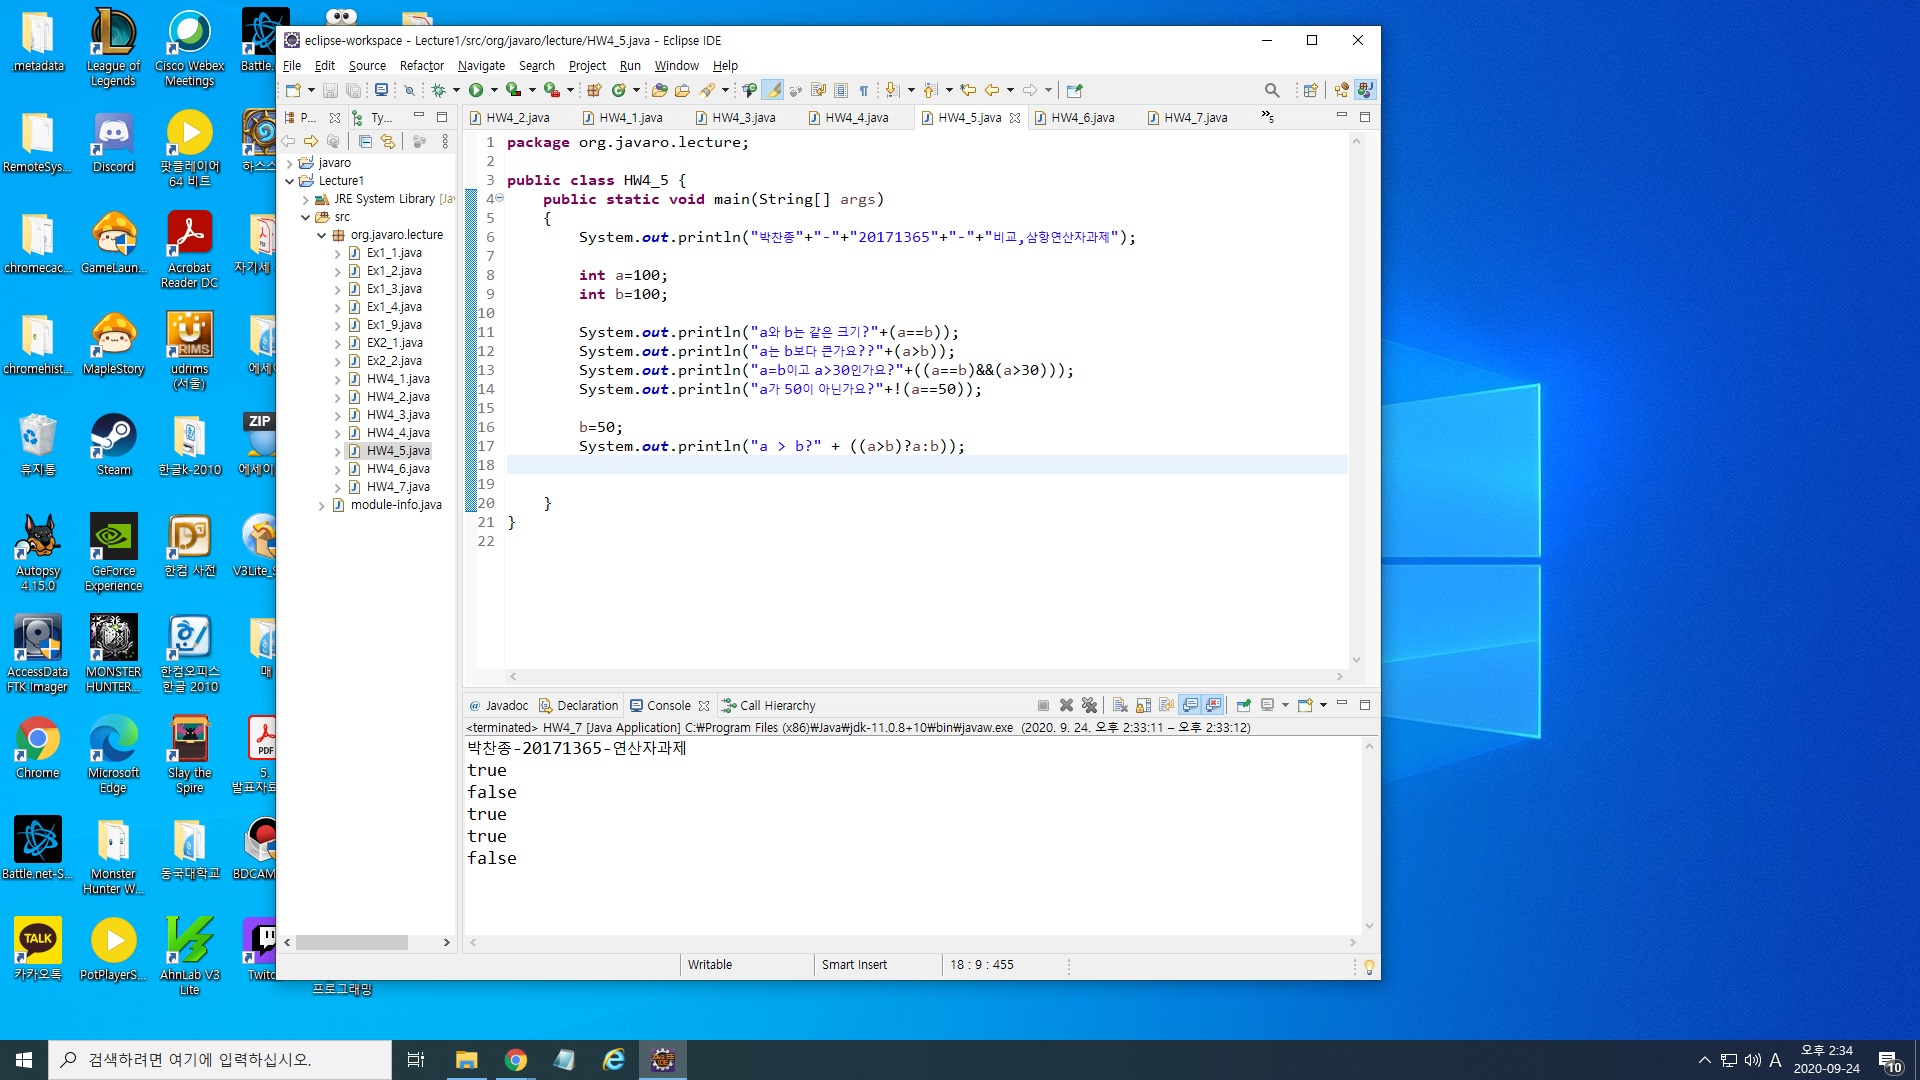 eclipse-workspace - Lecture1/src/org/javaro/lecture/HW4_5.java - Eclipse IDE
File Edit Source Refactor Navigate Search Project Run Window Help
P... Ty...
HW4_2.java HW4_1.java HW4_3.java HW4_4.java HW4_5.java HW4_6.java HW4_7.java »5
javaro
Lecture1
JRE System Library [Jav
src
org.javaro.lecture
Ex1_1.java
Ex1_2.java
Ex1_3.java
Ex1_4.java
Ex1_9.java
EX2_1.java
Ex2_2.java
HW4_1.java
HW4_2.java
HW4_3.java
HW4_4.java
HW4_5.java
HW4_6.java
HW4_7.java
module-info.java
1 package org.javaro.lecture;
2
3 public class HW4_5 {
4 public static void main(String[] args)
5 {
6 System.out.println("박찬종"+"-"+"20171365"+"-"+"비교,삼항연산자과제");
7
8 int a=100;
9 int b=100;
10
11 System.out.println("a와 b는 같은 크기?"+(a==b));
12 System.out.println("a는 b보다 큰가요??"+(a>b));
13 System.out.println("a=b이고 a>30인가요?"+((a==b)&&(a>30)));
14 System.out.println("a가 50이 아닌가요?"+!(a==50));
15
16 b=50;
17 System.out.println("a > b?" + ((a>b)?a:b));
18
19
20 }
21 }
22
@ Javadoc Declaration Console Call Hierarchy
<terminated> HW4_7 [Java Application] C:₩Program Files (x86)₩Java₩jdk-11.0.8+10₩bin₩javaw.exe (2020. 9. 24. 오후 2:33:11 – 오후 2:33:12)
박찬종-20171365-연산자과제
true
false
true
true
false
Writable Smart Insert 18 : 9 : 455
.metadata
League of Legends
Cisco Webex Meetings
Battle.
RemoteSys...
Discord
팟플레이어 64 비트
하스스
chromecac...
GameLaun...
Acrobat Reader DC
자기세
chromehist...
MapleStory
udrims (서울)
에세이
휴지통
Steam
한글k-2010
ZIP
에세이
Autopsy 4.15.0
GeForce Experience
한컴 사전
V3Lite_S
AccessData FTK Imager
MONSTER HUNTER...
한컴오피스 한글 2010
매
Chrome
Microsoft Edge
Slay the Spire
PDF
5. 발표자료
Battle.net-S...
Monster Hunter W...
동국대학교
BDCAM
TALK
카카오톡
PotPlayerS...
AhnLab V3 Lite
Twitc
프로그래밍
검색하려면 여기에 입력하십시오.
A
오후 2:34
2020-09-24
10